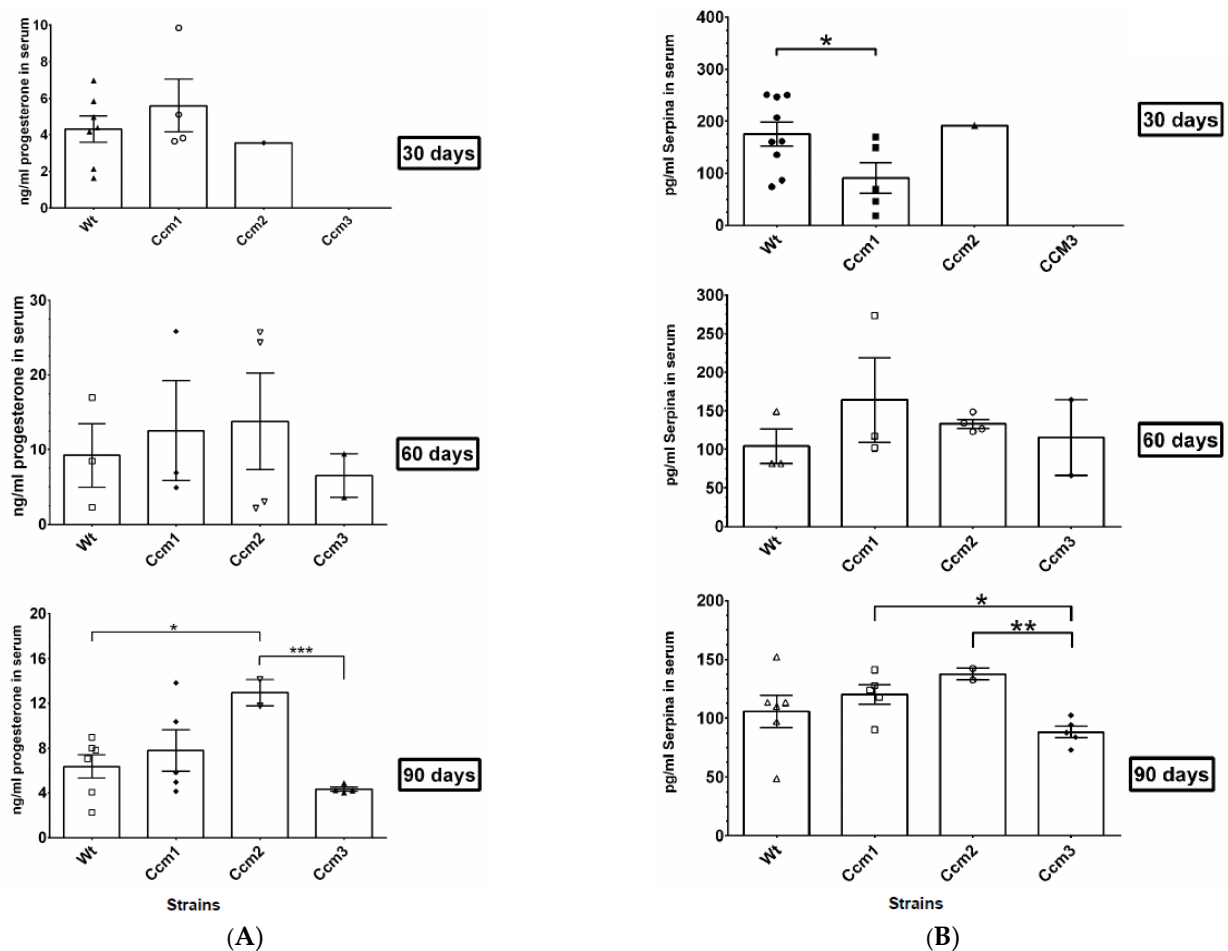 A)
ng/ml progesterone in serum
10
8
6
4
2
0
Wt
Ccm1
Ccm2
Ccm3
30 days
ng/ml progesterone in serum
30
20
10
0
Wt
Ccm1
Ccm2
Ccm3
60 days
ng/ml progesterone in serum
20
16
12
8
4
0
*
***
Wt
Ccm1
Ccm2
Ccm3
90 days
Strains
(A)
B)
pg/ml Serpina in serum
400
300
200
100
0
*
Wt
Ccm1
Ccm2
CCM3
30 days
pg/ml Serpina in serum
300
250
200
150
100
50
0
Wt
Ccm1
Ccm2
Ccm3
60 days
pg/ml Serpina in serum
200
150
100
50
0
*
**
Wt
Ccm1
Ccm2
Ccm3
90 days
Strains
(B)